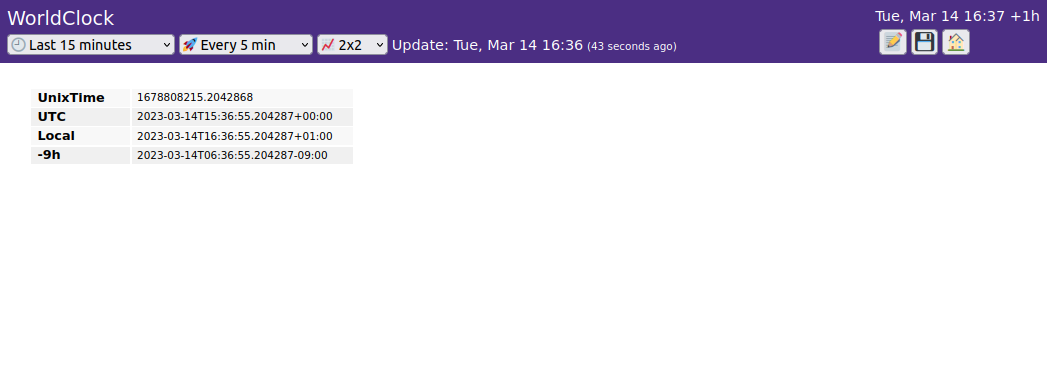 WorldClock
Tue, Mar 14 16:37 +1h
Last 15 minutes Every 5 min 2x2 Update: Tue, Mar 14 16:36 (43 seconds ago)
UnixTime 1678808215.2042868
UTC 2023-03-14T15:36:55.204287+00:00
Local 2023-03-14T16:36:55.204287+01:00
-9h 2023-03-14T06:36:55.204287-09:00